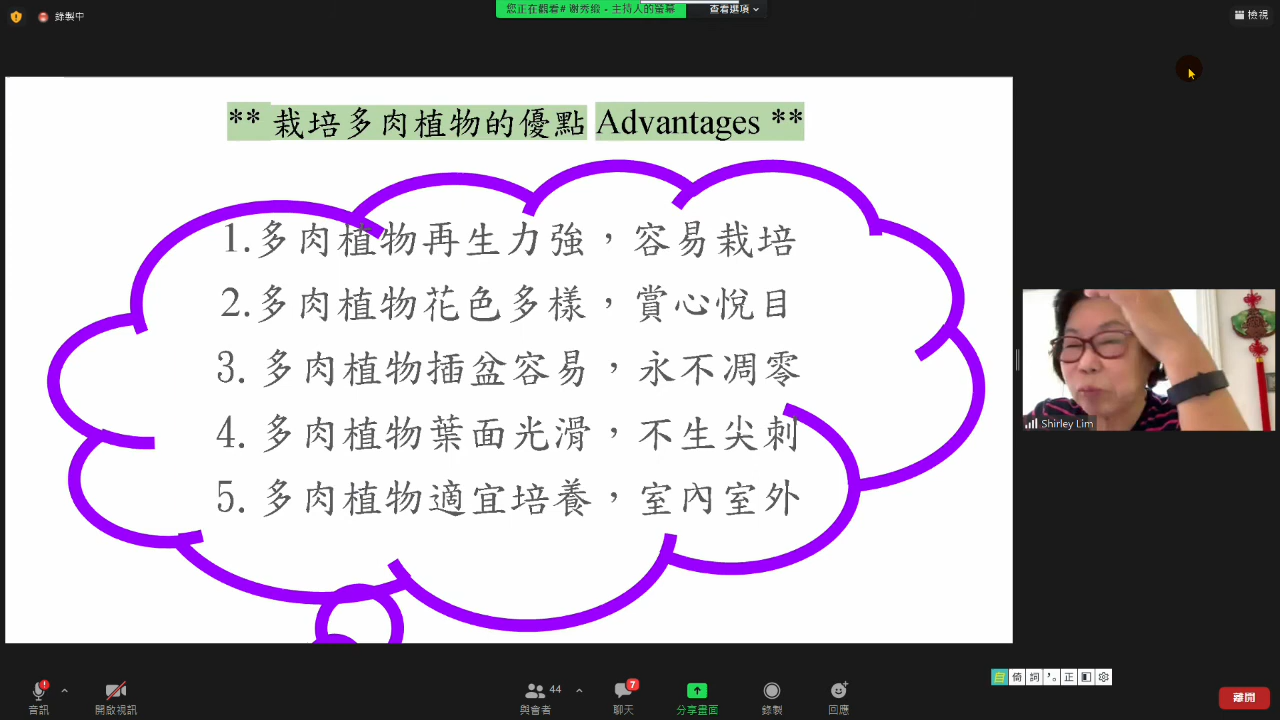 您正在觀看# 谢秀緞 - 主持人的螢幕
查看選項
錄製中
檢視
** 栽培多肉植物的優點 Advantages **
1.多肉植物再生力強，容易栽培
2.多肉植物花色多樣，賞心悅目
3. 多肉植物插盆容易，永不凋零
4. 多肉植物葉面光滑，不生尖刺
5. 多肉植物適宜培養，室內室外
Shirley Lim
倚 詞 ，。 正
音訊
開啟視訊
44
與會者
7
聊天
分享畫面
錄製
回應
離開